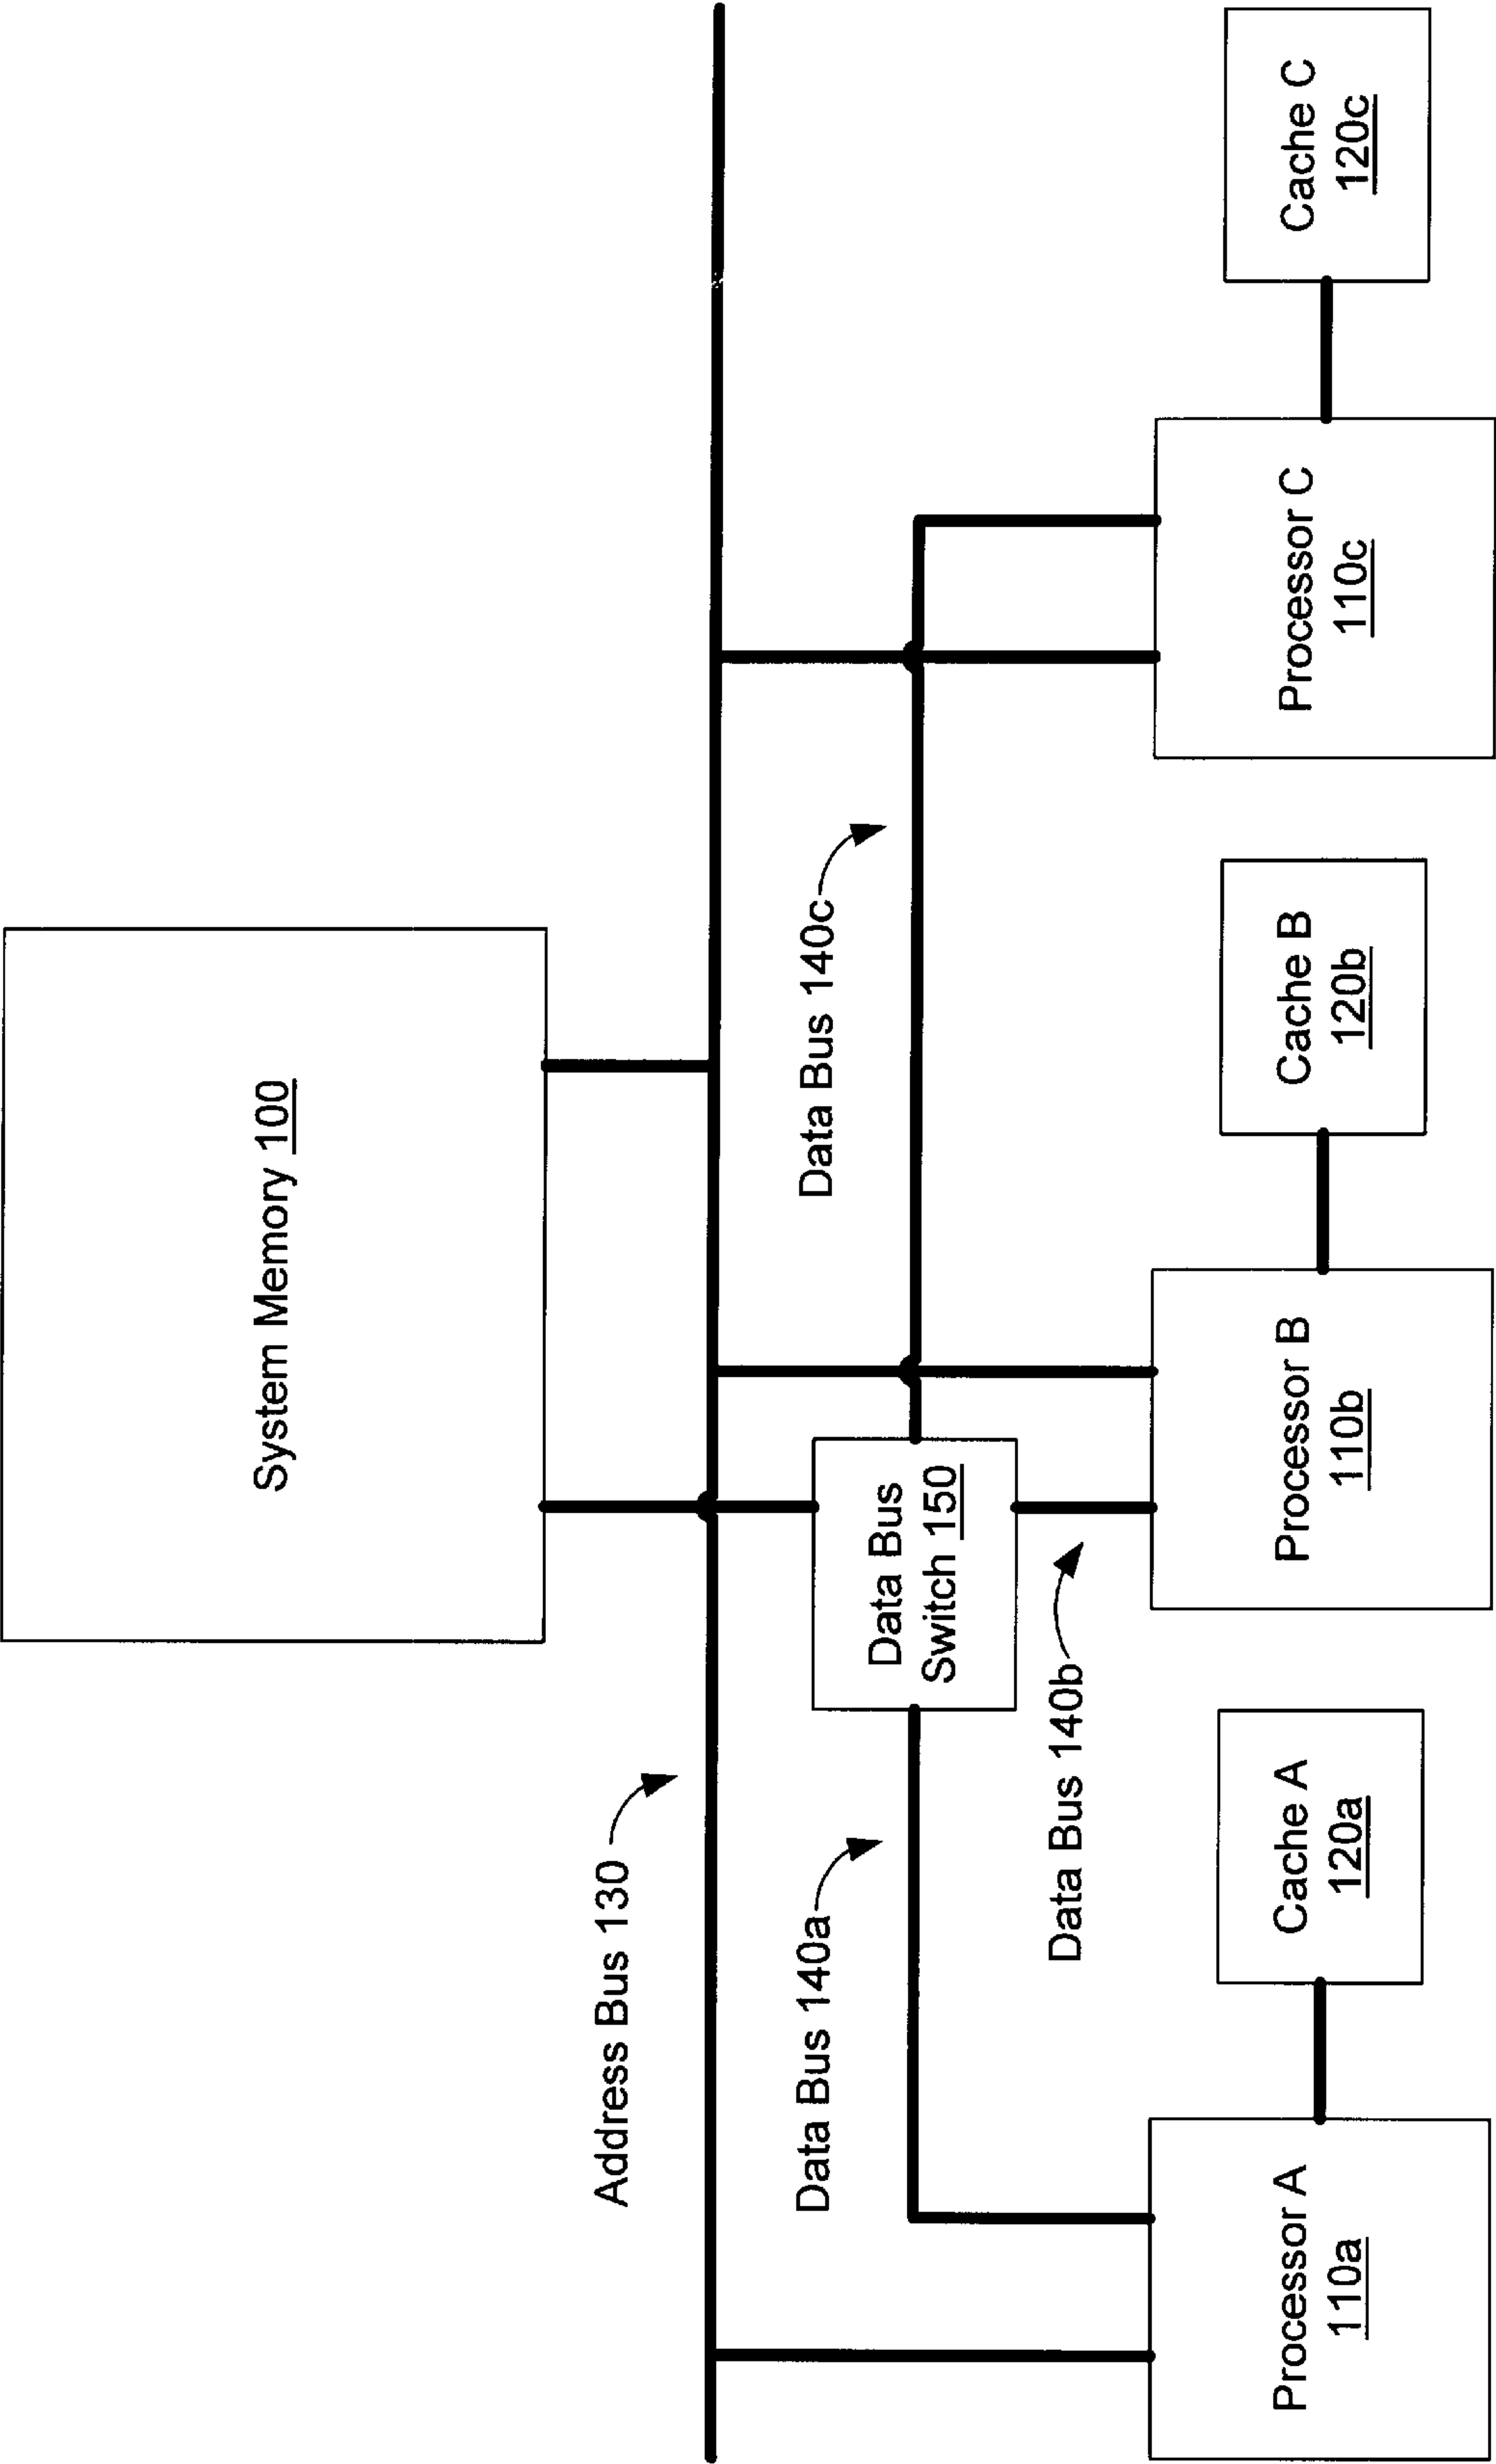 System Memory 100
Address Bus 130
Data Bus 140a
Data Bus 140c
Data Bus
Switch 150
Data Bus 140b
Processor A
110a
Cache A
120a
Processor B
110b
Cache B
120b
Processor C
110c
Cache C
120c